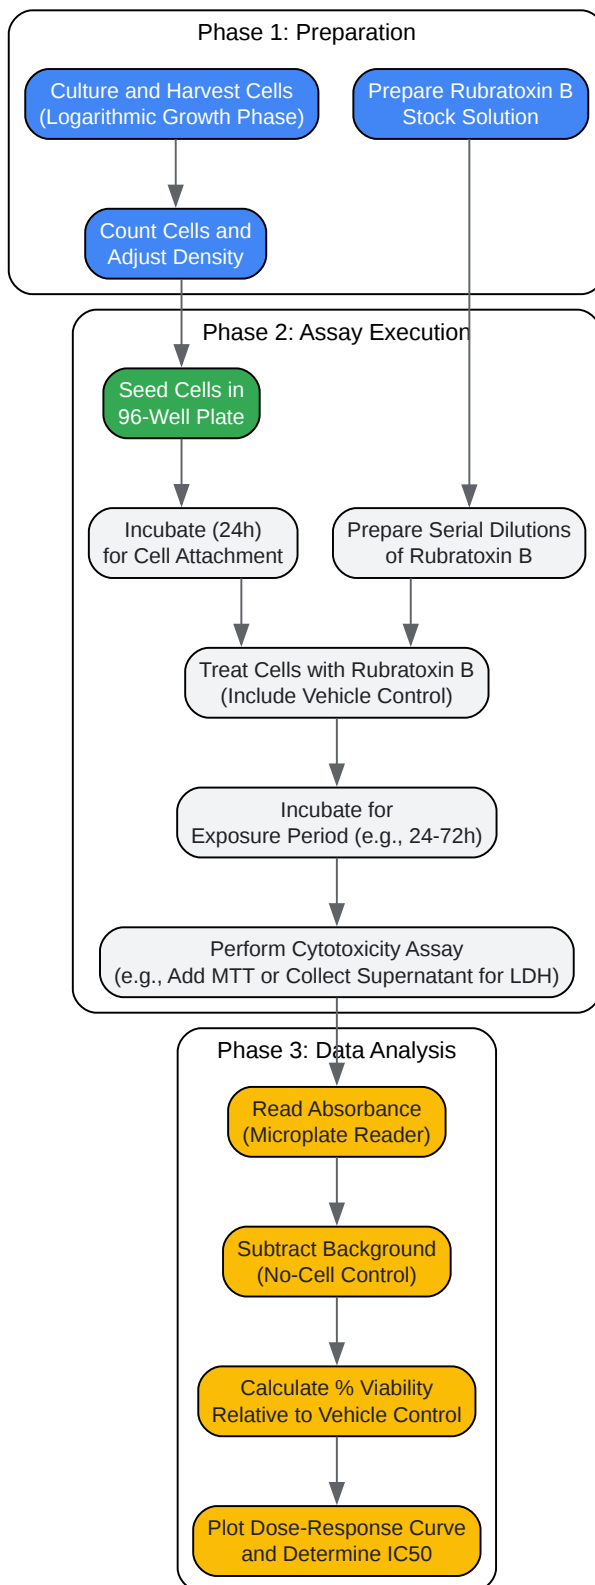 Phase 1: Preparation
Culture and Harvest Cells
(Logarithmic Growth Phase)
Prepare Rubratoxin B
Stock Solution
Count Cells and
Adjust Density
Phase 2: Assay Execution
Seed Cells in
96-Well Plate
Incubate (24h)
for Cell Attachment
Prepare Serial Dilutions
of Rubratoxin B
Treat Cells with Rubratoxin B
(Include Vehicle Control)
Incubate for
Exposure Period (e.g., 24-72h)
Perform Cytotoxicity Assay
(e.g., Add MTT or Collect Supernatant for LDH)
Phase 3: Data Analysis
Read Absorbance
(Microplate Reader)
Subtract Background
(No-Cell Control)
Calculate % Viability
Relative to Vehicle Control
Plot Dose-Response Curve
and Determine IC50